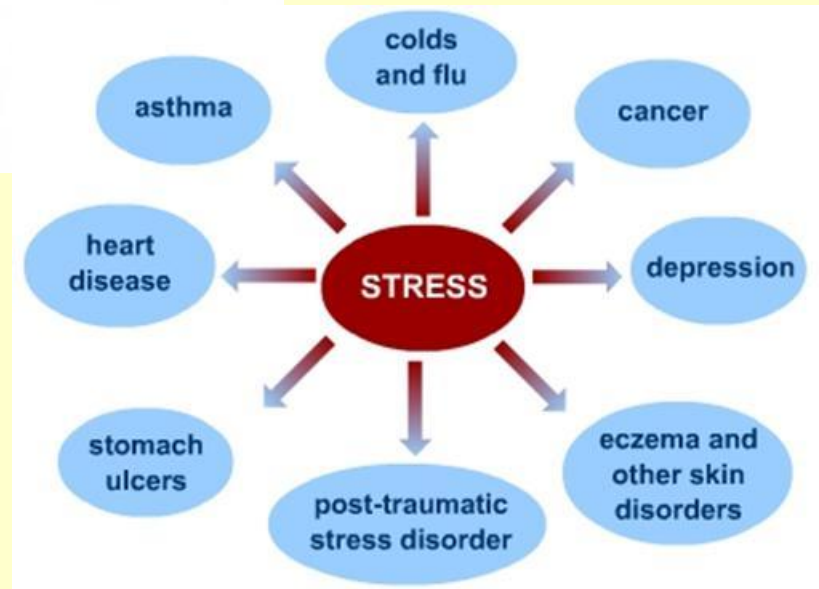 colds
and flu
asthma
cancer
heart
disease
STRESS
depression
stomach
ulcers
post-traumatic
stress disorder
eczema and
other skin
disorders